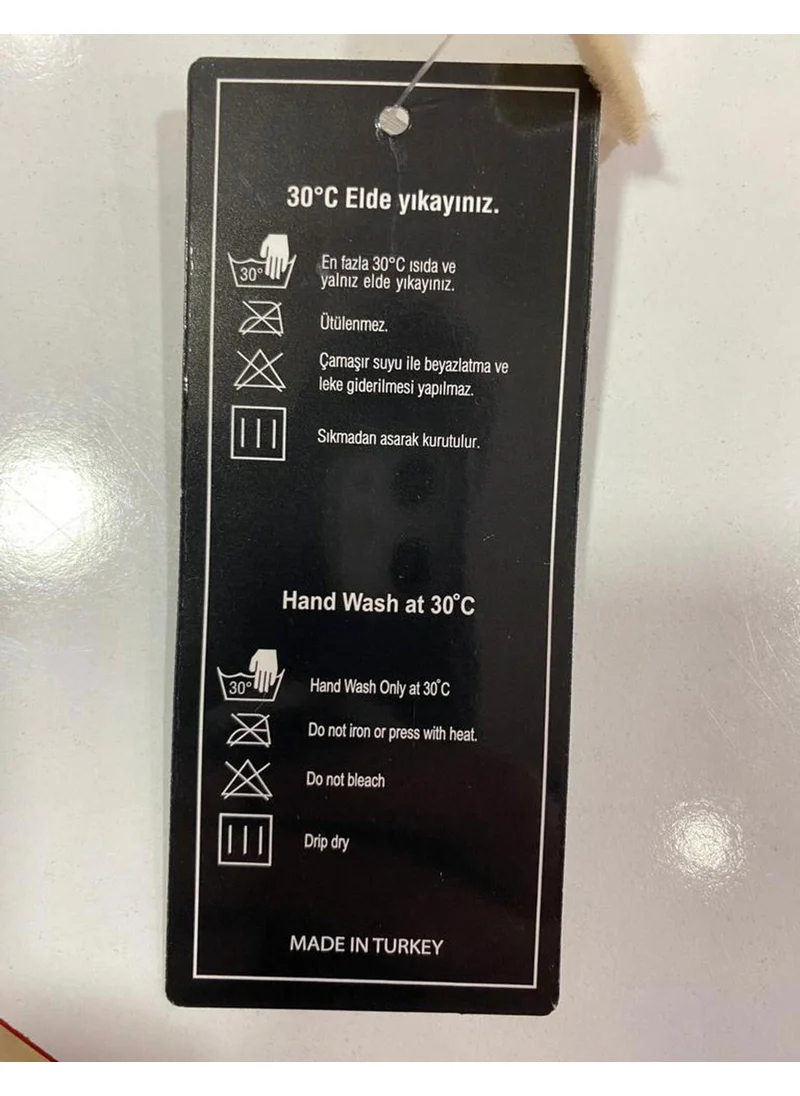 30°C Elde yıkayınız.
30°
En fazla 30°C ısıda ve
yalnız elde yıkayınız.
Ütülenmez.
Çamaşır suyu ile beyazlatma ve
leke giderilmesi yapılmaz.
Sıkmadan asarak kurutulur.
Hand Wash at 30°C
30°
Hand Wash Only at 30°C
Do not iron or press with heat.
Do not bleach
Drip dry
MADE IN TURKEY